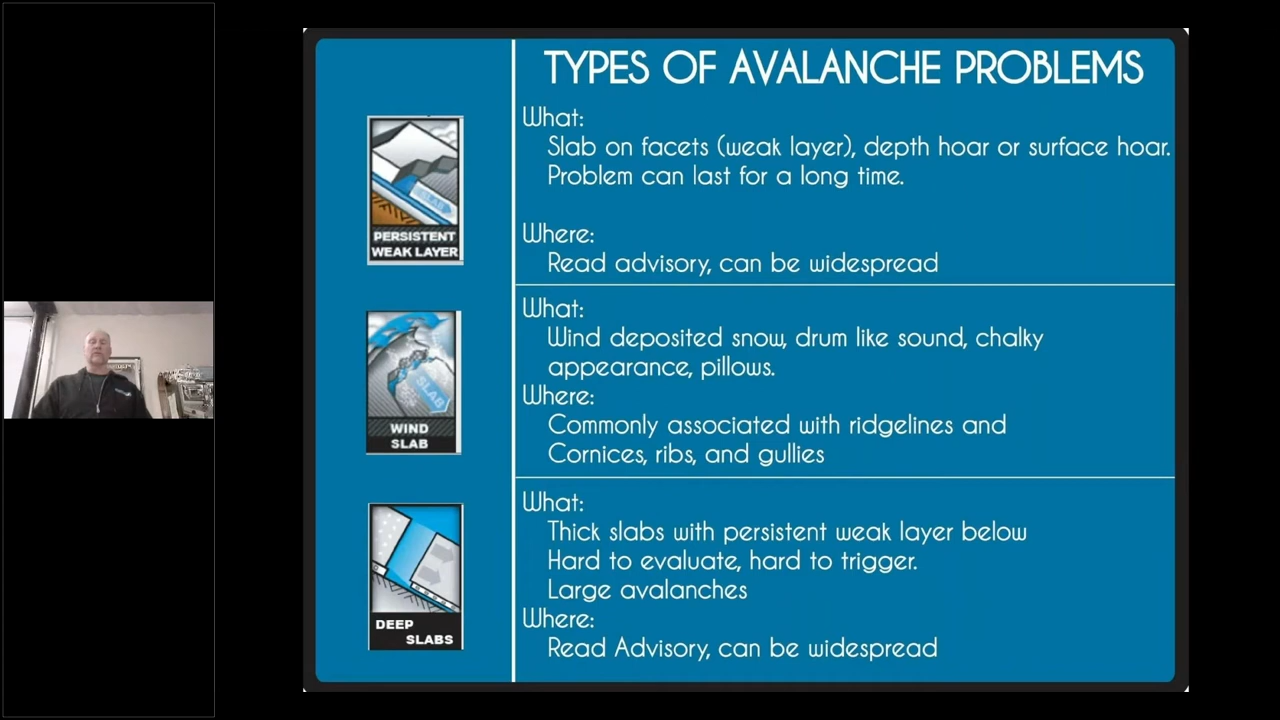 TYPES OF AVALANCHE PROBLEMS
What:
Slab on facets (weak layer), depth hoar or surface hoar.
Problem can last for a long time.
Where:
Read advisory, can be widespread
SLAB
PERSISTENT
WEAK LAYER
What:
Wind deposited snow, drum like sound, chalky
appearance, pillows.
Where:
Commonly associated with ridgelines and
Cornices, ribs, and gullies
SLAB
WIND
SLAB
What:
Thick slabs with persistent weak layer below
Hard to evaluate, hard to trigger.
Large avalanches
Where:
Read Advisory, can be widespread
DEEP
SLABS